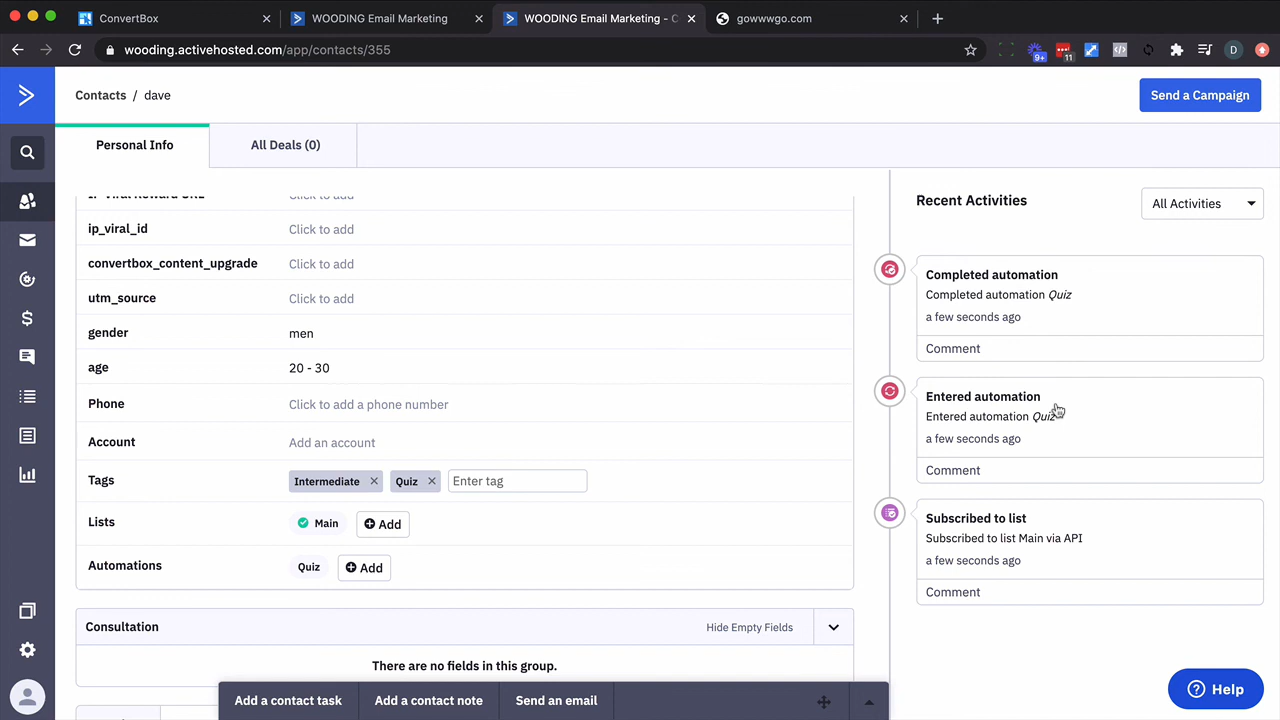 ConvertBox
WOODING Email Marketing
WOODING Email Marketing - C
gowwwgo.com
wooding.activehosted.com/app/contacts/355
9+
11
D
Contacts / dave
Send a Campaign
Personal Info
All Deals (0)
Click to add
ip_viral_id
Click to add
convertbox_content_upgrade
Click to add
utm_source
Click to add
gender
men
age
20 - 30
Phone
Click to add a phone number
Account
Add an account
Tags
Intermediate
Quiz
Enter tag
Lists
Main
Add
Automations
Quiz
Add
Consultation
Hide Empty Fields
There are no fields in this group.
Recent Activities
All Activities
Completed automation
Completed automation Quiz
a few seconds ago
Comment
Entered automation
Entered automation Quiz
a few seconds ago
Comment
Subscribed to list
Subscribed to list Main via API
a few seconds ago
Comment
Add a contact task
Add a contact note
Send an email
Help